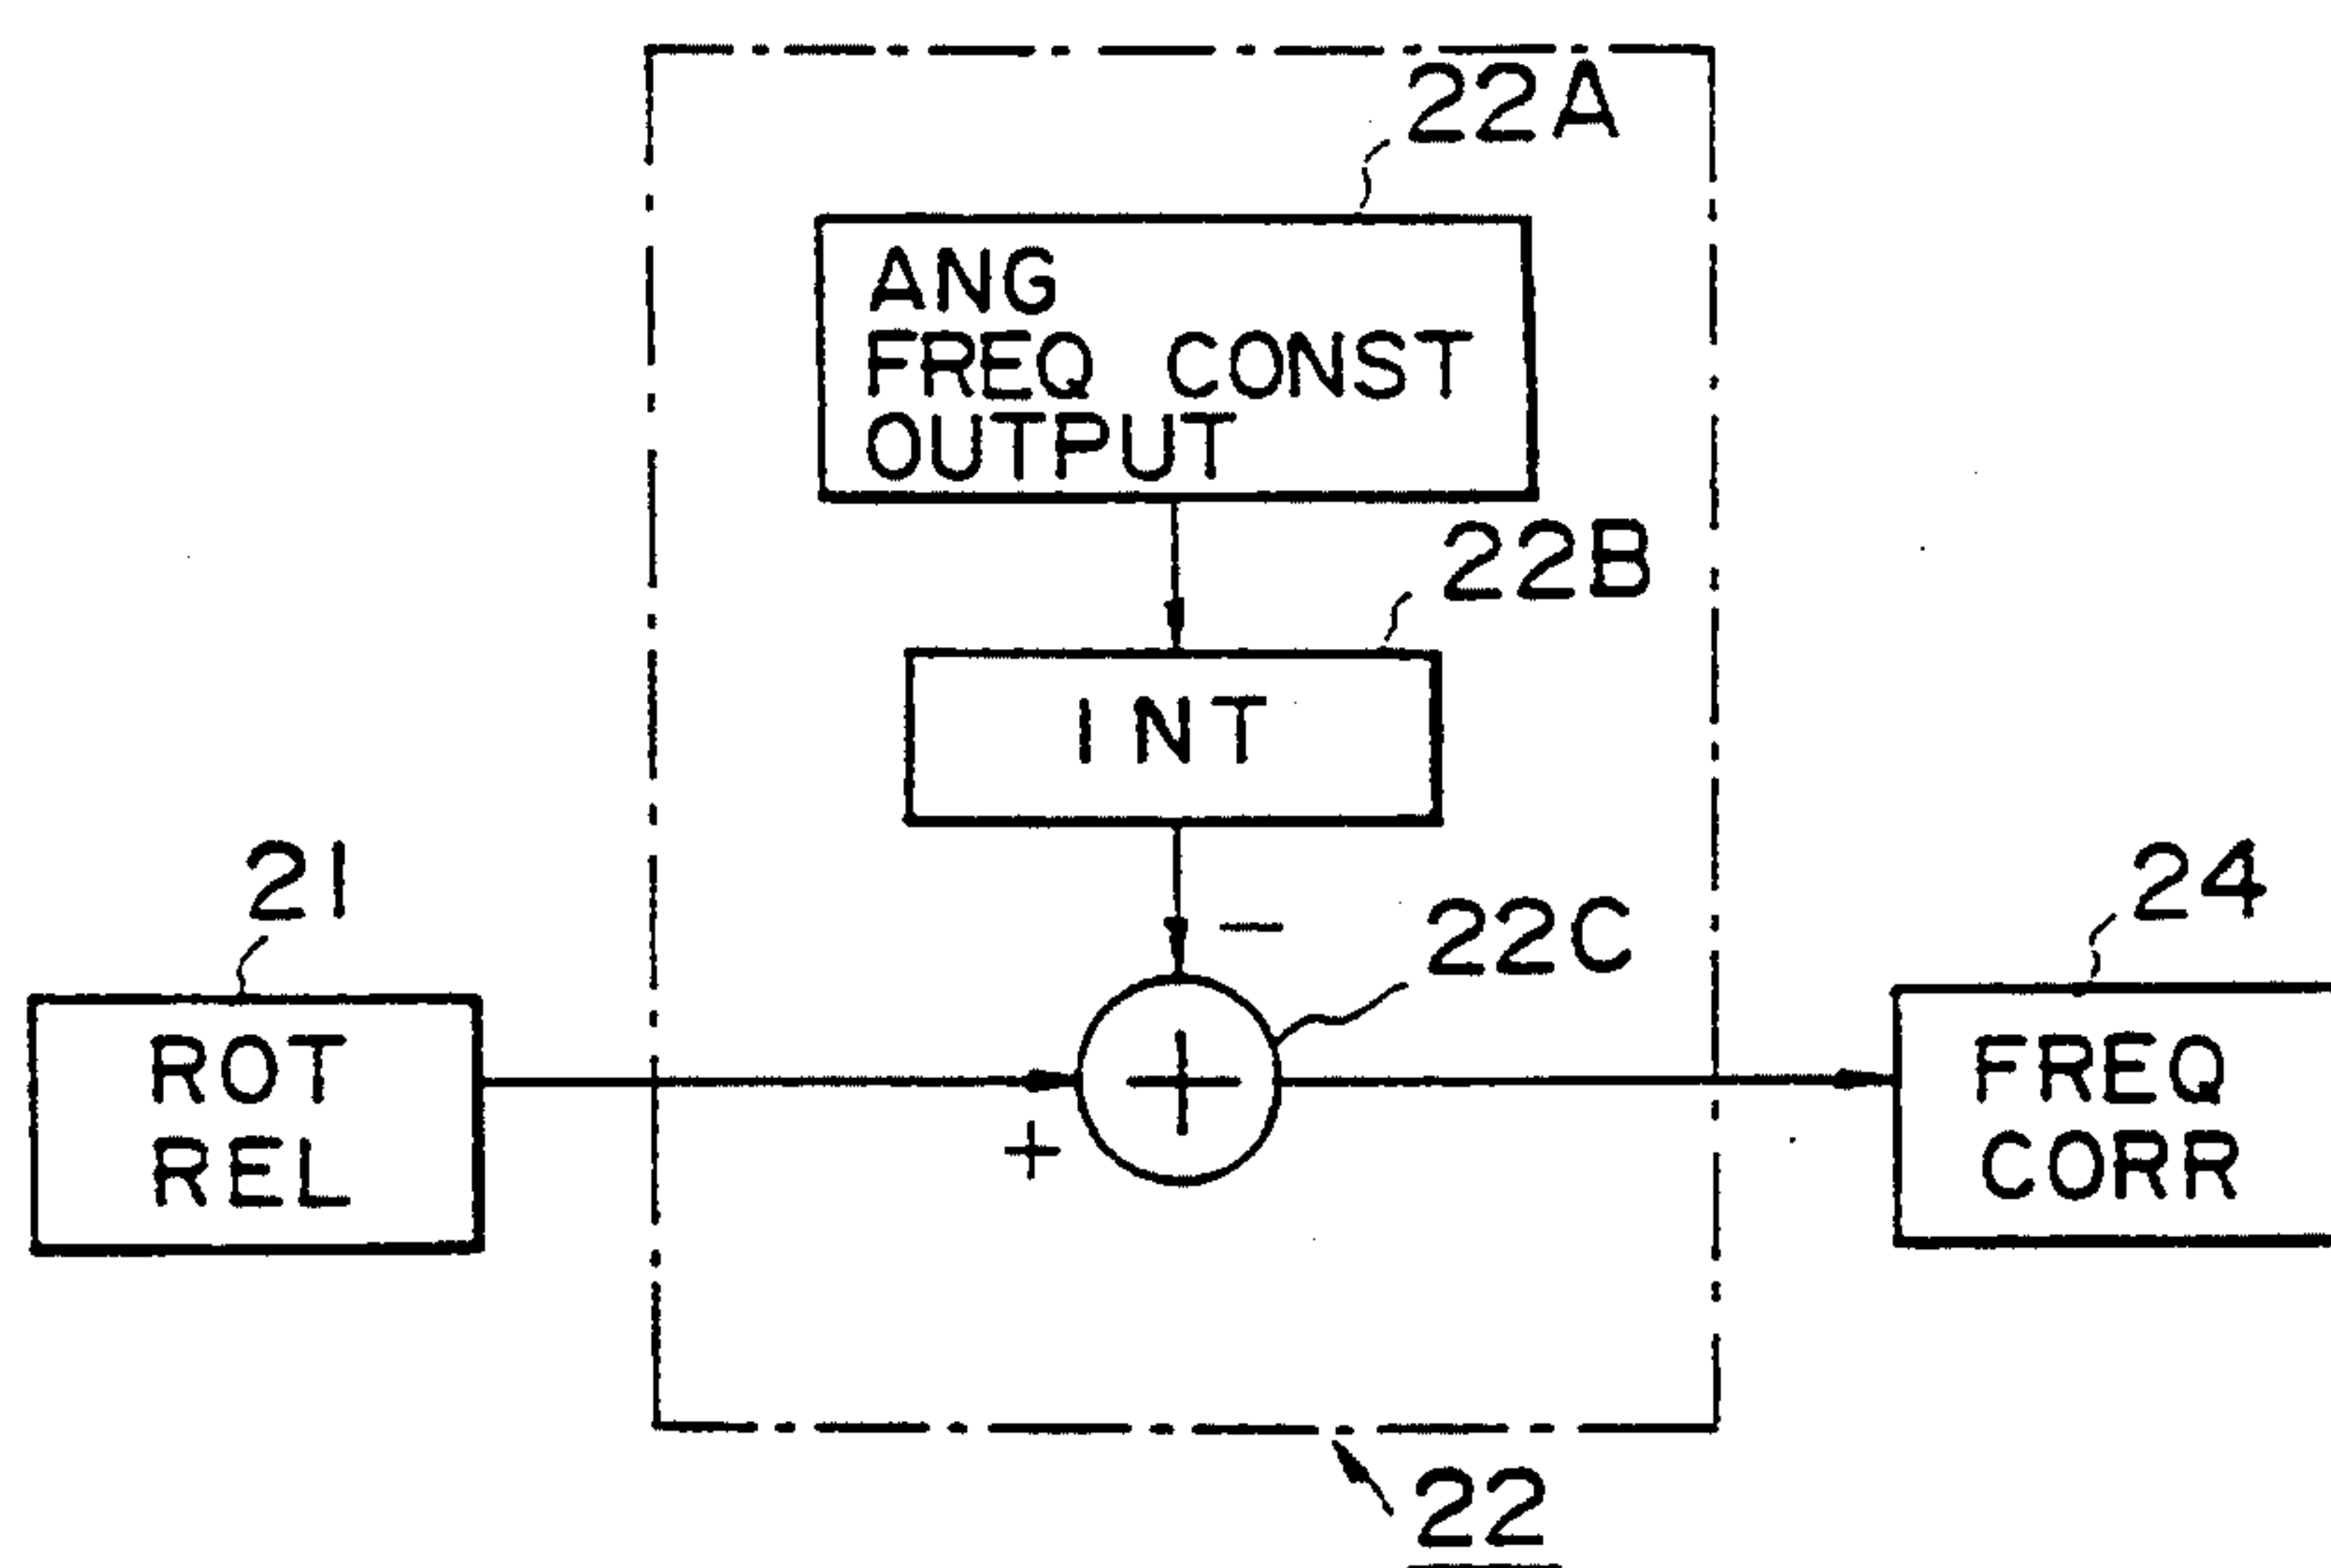 22A
ANG
FREQ CONST
OUTPUT
22B
INT
−
22C
21
24
ROT
REL
+
+
FREQ
CORR
22